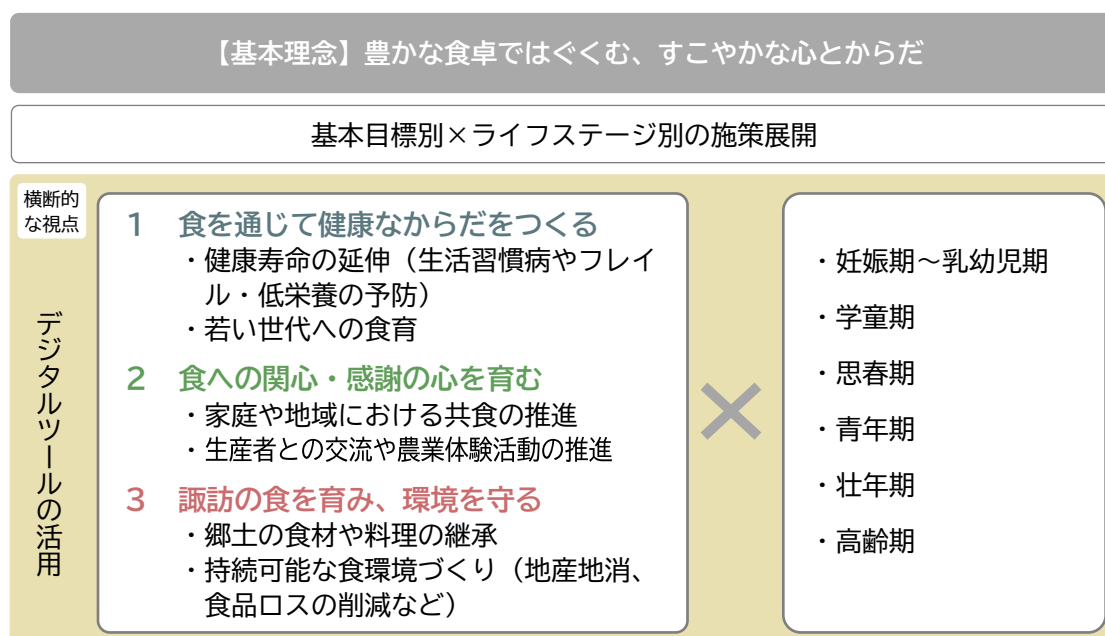 【基本理念】豊かな食卓ではぐくむ、すこやかな心とからだ
基本目標別×ライフステージ別の施策展開
横断的
な視点
デジタルツールの活用
1 食を通じて健康なからだをつくる
・健康寿命の延伸（生活習慣病やフレイ
ル・低栄養の予防）
・若い世代への食育
2 食への関心・感謝の心を育む
・家庭や地域における共食の推進
・生産者との交流や農業体験活動の推進
3 諏訪の食を育み、環境を守る
・郷土の食材や料理の継承
・持続可能な食環境づくり（地産地消、
食品ロスの削減など）
×
・妊娠期～乳幼児期
・学童期
・思春期
・青年期
・壮年期
・高齢期